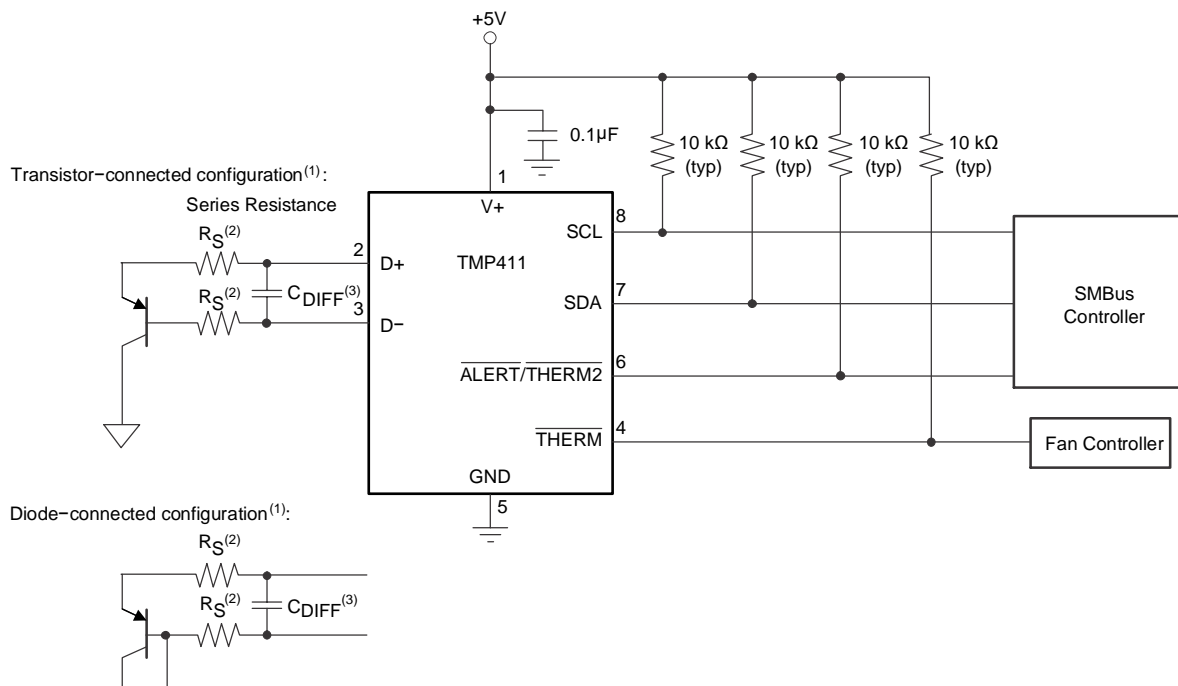 +5V
0.1µF
10 kΩ
(typ)
10 kΩ
(typ)
10 kΩ
(typ)
10 kΩ
(typ)
Transistor−connected configuration(1):
Series Resistance
RS(2)
RS(2)
CDIFF(3)
1
V+
2
D+
3
D−
TMP411
SCL
8
SDA
7
ALERT/THERM2
6
THERM
4
GND
5
SMBus
Controller
Fan Controller
Diode−connected configuration(1):
RS(2)
RS(2)
CDIFF(3)